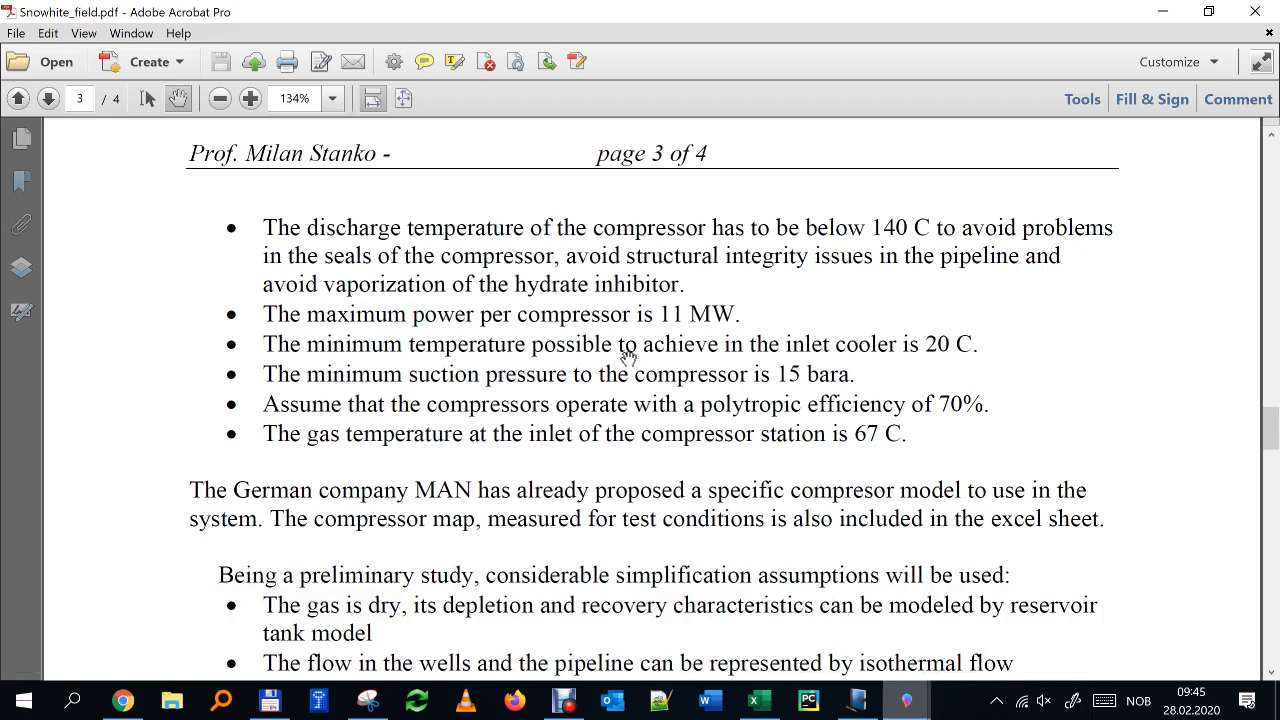 Snowhite_field.pdf - Adobe Acrobat Pro
File Edit View Window Help
Open Create Customize
3 / 4 134% Tools Fill & Sign Comment
Prof. Milan Stanko - page 3 of 4
• The discharge temperature of the compressor has to be below 140 C to avoid problems
in the seals of the compressor, avoid structural integrity issues in the pipeline and
avoid vaporization of the hydrate inhibitor.
• The maximum power per compressor is 11 MW.
• The minimum temperature possible to achieve in the inlet cooler is 20 C.
• The minimum suction pressure to the compressor is 15 bara.
• Assume that the compressors operate with a polytropic efficiency of 70%.
• The gas temperature at the inlet of the compressor station is 67 C.
The German company MAN has already proposed a specific compresor model to use in the
system. The compressor map, measured for test conditions is also included in the excel sheet.
Being a preliminary study, considerable simplification assumptions will be used:
• The gas is dry, its depletion and recovery characteristics can be modeled by reservoir
tank model
• The flow in the wells and the pipeline can be represented by isothermal flow
NOB
09:45
28.02.2020